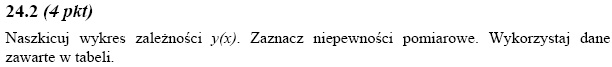 24.2 (4 pkt)
Naszkicuj wykres zależności y(x). Zaznacz niepewności pomiarowe. Wykorzystaj dane
zawarte w tabeli.